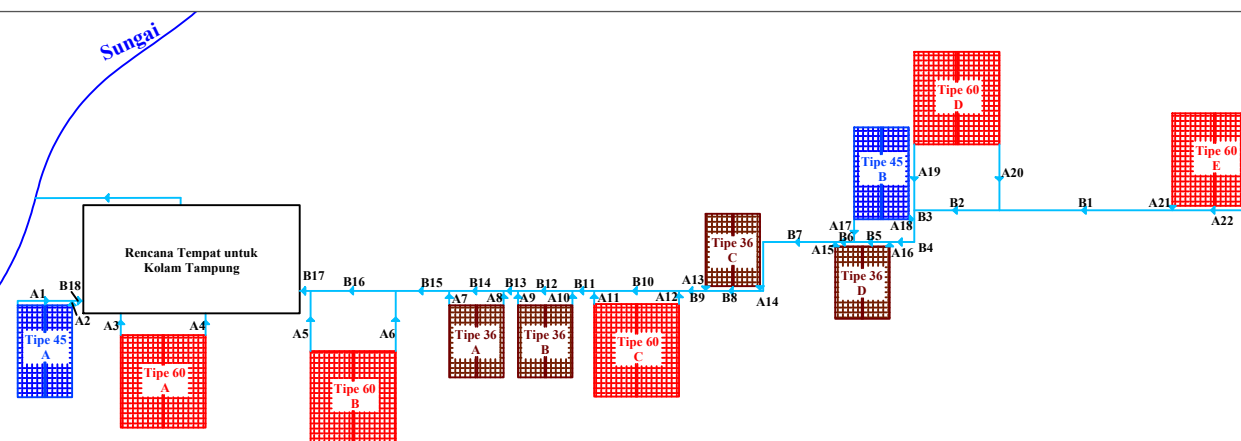 Sungai
Tipe 60
D
Tipe 45
B
Tipe 60
E
A19
A20
A17
A18
B3
B2
B1
A21
A22
Rencana Tempat untuk
Kolam Tampung
Tipe 36
C
B7
B6
B5
B4
A15
A16
Tipe 36
D
B18
A1
A2
A3
A4
B17
B16
B15
B14
B13
B12
B11
B10
A13
B9
B8
A14
A5
A6
A7
A8
A9
A10
A11
A12
Tipe 45
A
Tipe 60
A
Tipe 60
B
Tipe 36
A
Tipe 36
B
Tipe 60
C